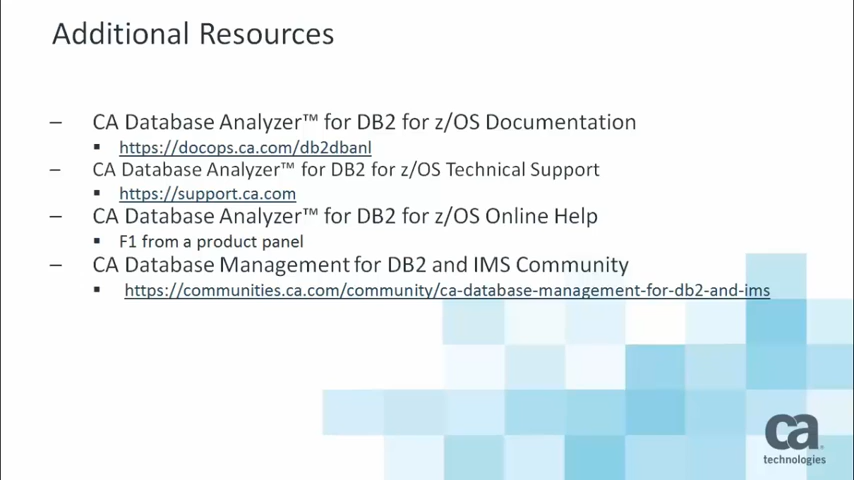 Additional Resources
– CA Database Analyzer™ for DB2 for z/OS Documentation
▪ https://docops.ca.com/db2dbanl
– CA Database Analyzer™ for DB2 for z/OS Technical Support
▪ https://support.ca.com
– CA Database Analyzer™ for DB2 for z/OS Online Help
▪ F1 from a product panel
– CA Database Management for DB2 and IMS Community
▪ https://communities.ca.com/community/ca-database-management-for-db2-and-ims
ca
technologies